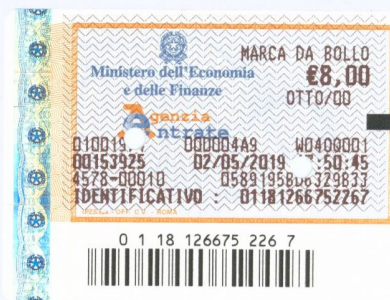 MARCA DA BOLLO
Ministero dell'Economia
e delle Finanze
€8,00
OTTO/00
Agenzia
Entrate
000004A9 W0400001
00153925 02/05/2019
4578-00010
IDENTIFICATIVO : 01181266752267
0 1 18 126675 226 7